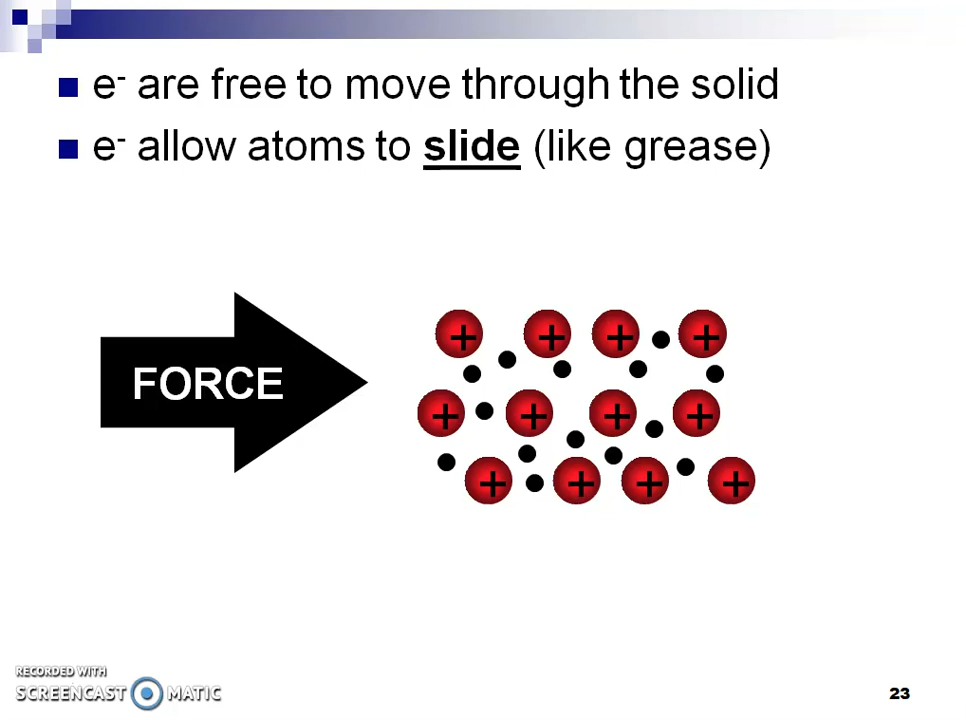 e⁻ are free to move through the solid
e⁻ allow atoms to slide (like grease)
FORCE
+ + + +
+ + + +
+ + + +
RECORDED WITH
SCREENCAST MATIC
23